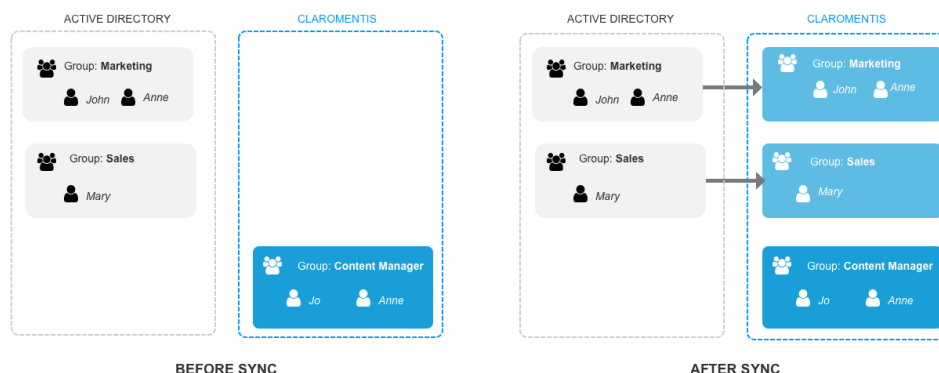 ACTIVE DIRECTORY
CLAROMENTIS
Group: Marketing
John
Anne
Group: Sales
Mary
Group: Content Manager
Jo
Anne
BEFORE SYNC
ACTIVE DIRECTORY
CLAROMENTIS
Group: Marketing
John
Anne
Group: Marketing
John
Anne
Group: Sales
Mary
Group: Sales
Mary
Group: Content Manager
Jo
Anne
AFTER SYNC